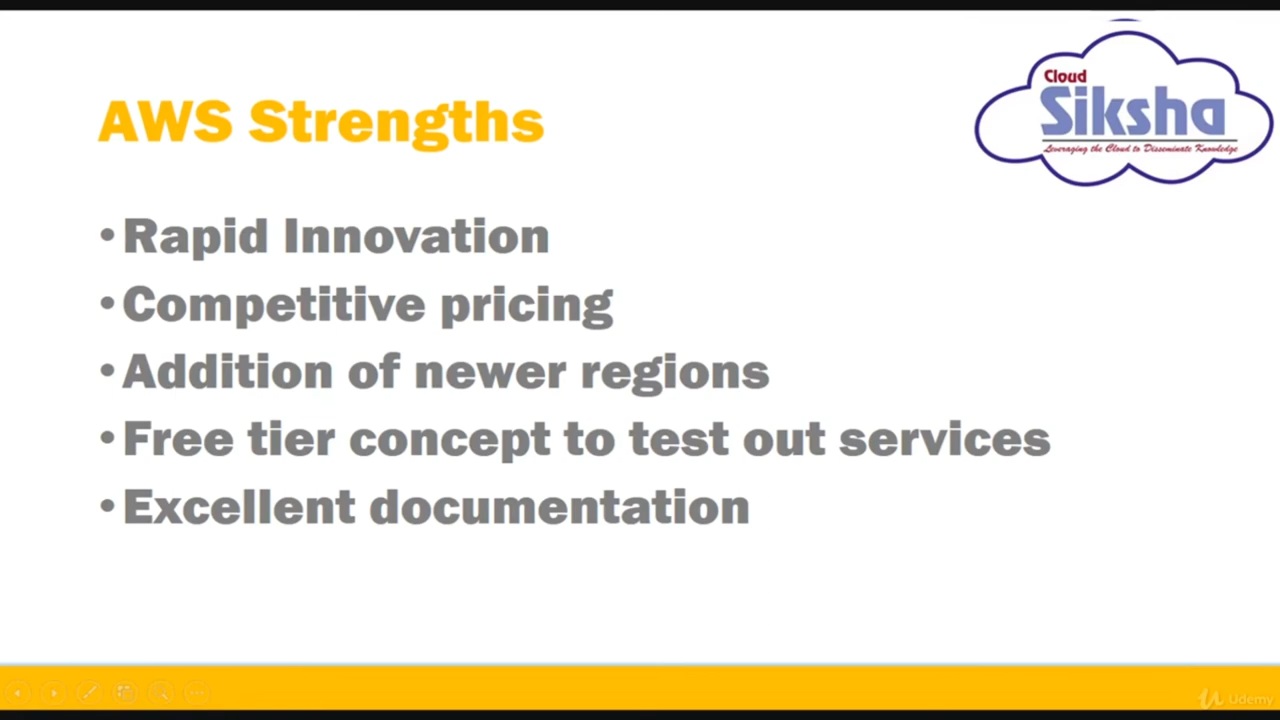 Cloud
Siksha
Leveraging the Cloud to Disseminate Knowledge
AWS Strengths
•Rapid Innovation
•Competitive pricing
•Addition of newer regions
•Free tier concept to test out services
•Excellent documentation
Udemy